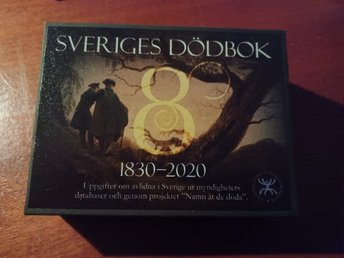 SVERIGES DÖDBOK
8
1830–2020
Uppgifter om avlidna i Sverige ur myndigheters
databaser och genom projektet "Namn åt de döda".